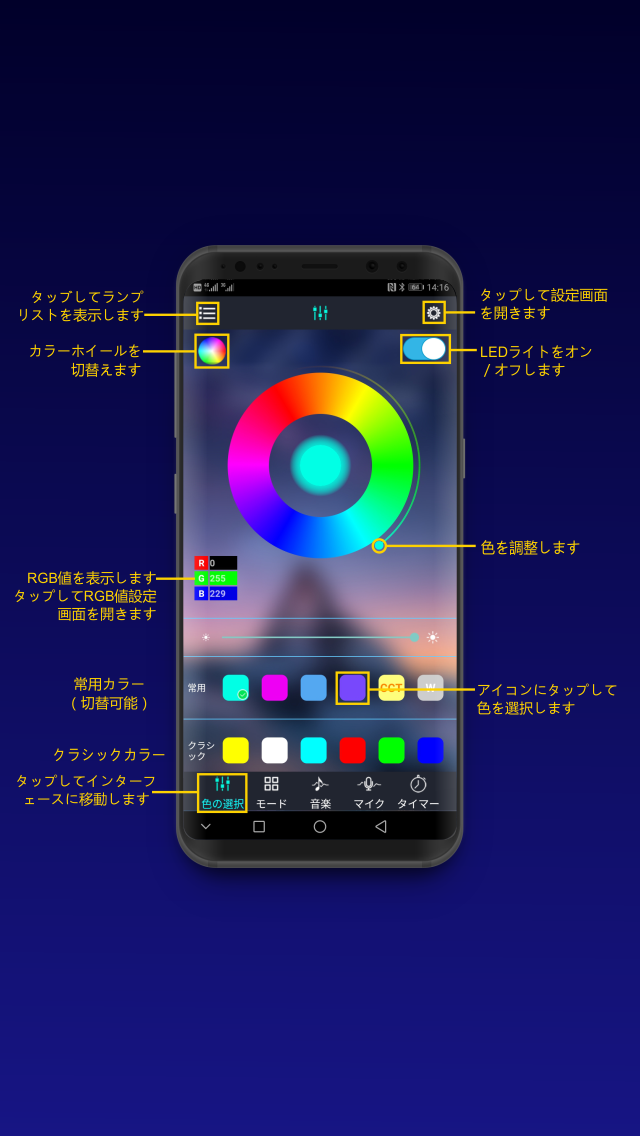 14:16
タップしてランプ
リストを表示します
タップして設定画面
を開きます
カラーホイールを
切替えます
LEDライトをオン
/ オフします
色を調整します
R 0
G 255
B 229
RGB値を表示します
タップしてRGB値設定
画面を開きます
常用カラー
( 切替可能 )
常用
CCT
W
アイコンにタップして
色を選択します
クラシックカラー
クラシ
ック
タップしてインターフ
ェースに移動します
色の選択
モード
音楽
マイク
タイマー